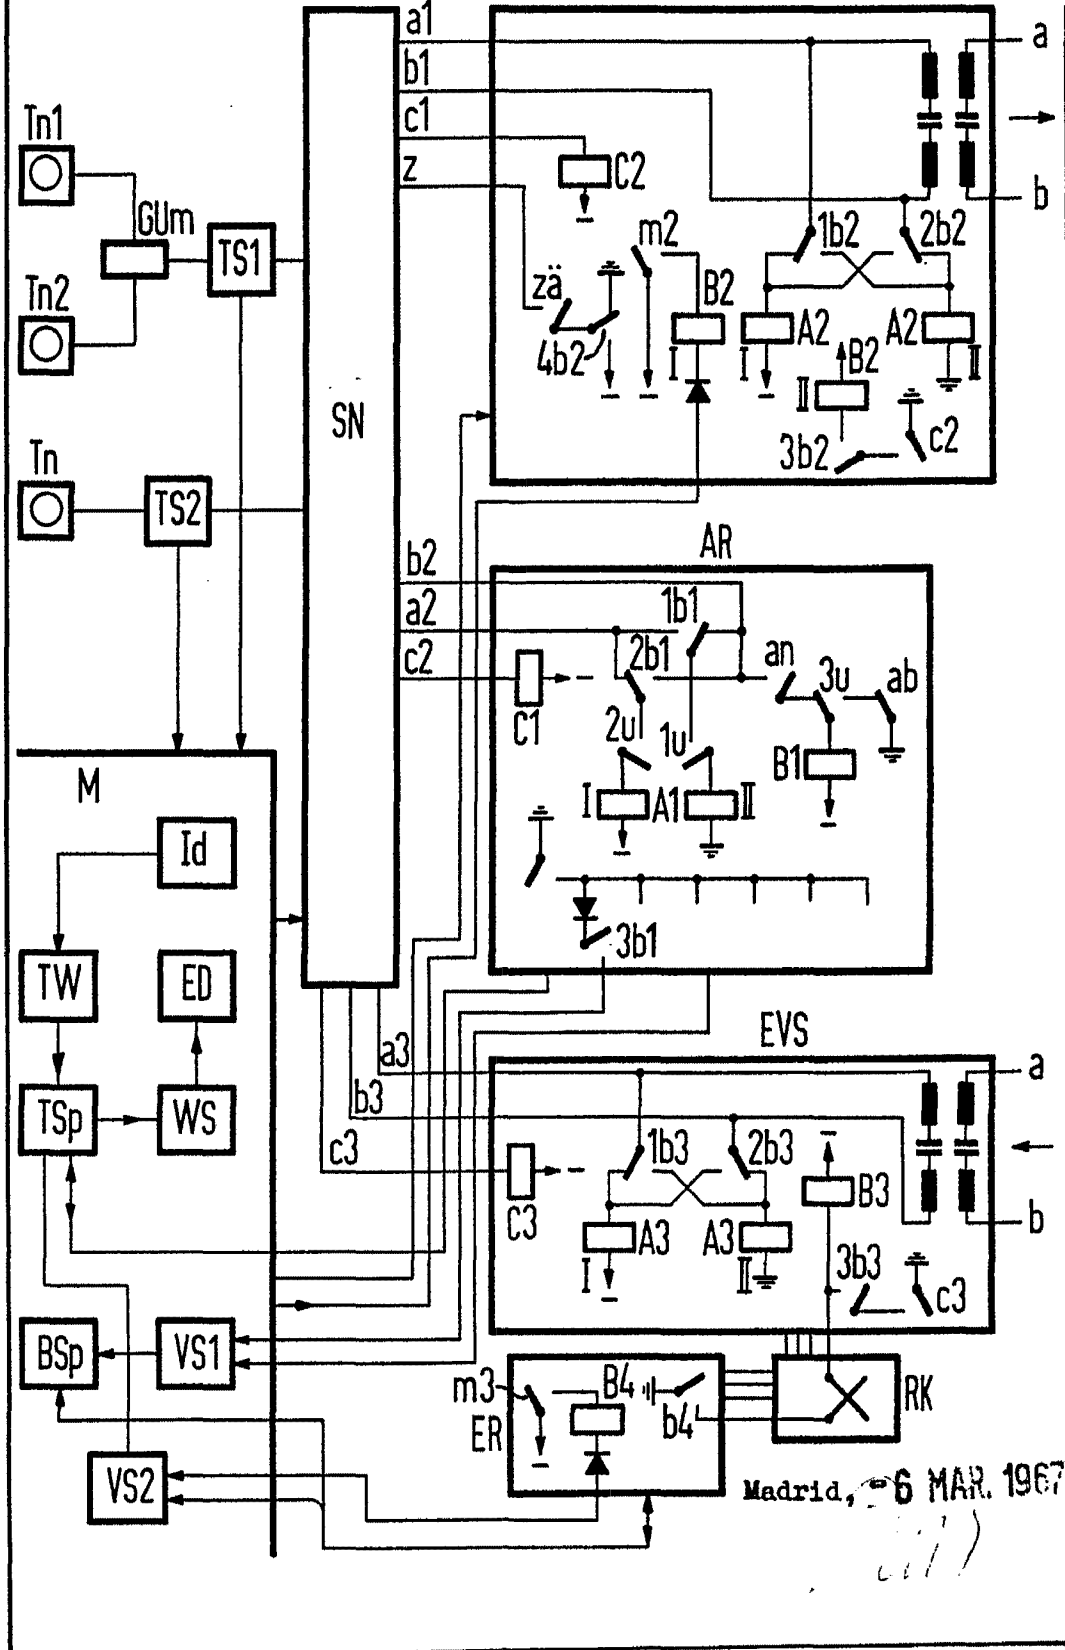 a1
a
b1
c1
z
C2
b
Tn1
GUm
TS1
Tn2
m2
1b2
2b2
zä
B2
4b2
I
A2
I
A2
II
B2
II
3b2
c2
SN
Tn
TS2
AR
b2
a2
c2
1b1
2b1
an
3u
ab
C1
2u
1u
B1
I
A1
II
3b1
M
Id
TW
ED
TSp
WS
BSp
VS1
VS2
EVS
a3
b3
c3
a
1b3
2b3
B3
b
C3
A3
I
A3
II
3b3
c3
m3
B4
b4
ER
RK
Madrid, - 6 MAR. 1967